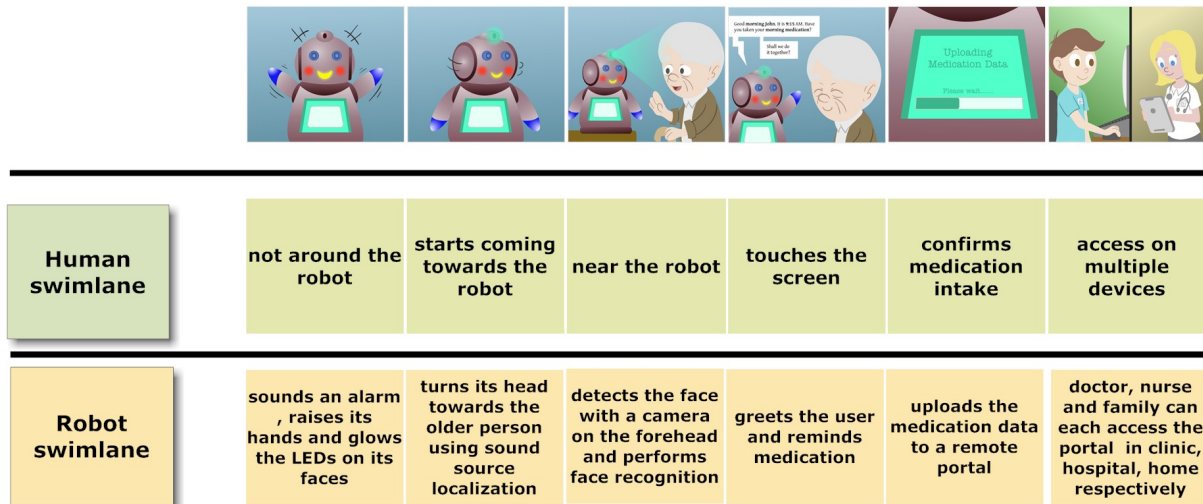 Good morning John. It is 9:15 AM. Have
you taken your morning medication?
Shall we do
it together?
Uploading
Medication Data
Please wait......
Human
swimlane
not around the
robot
starts coming
towards the
robot
near the robot
touches the
screen
confirms
medication
intake
access on
multiple
devices
Robot
swimlane
sounds an alarm
, raises its
hands and glows
the LEDs on its
faces
turns its head
towards the
older person
using sound
source
localization
detects the face
with a camera
on the forehead
and performs
face recognition
greets the user
and reminds
medication
uploads the
medication data
to a remote
portal
doctor, nurse
and family can
each access the
portal in clinic,
hospital, home
respectively